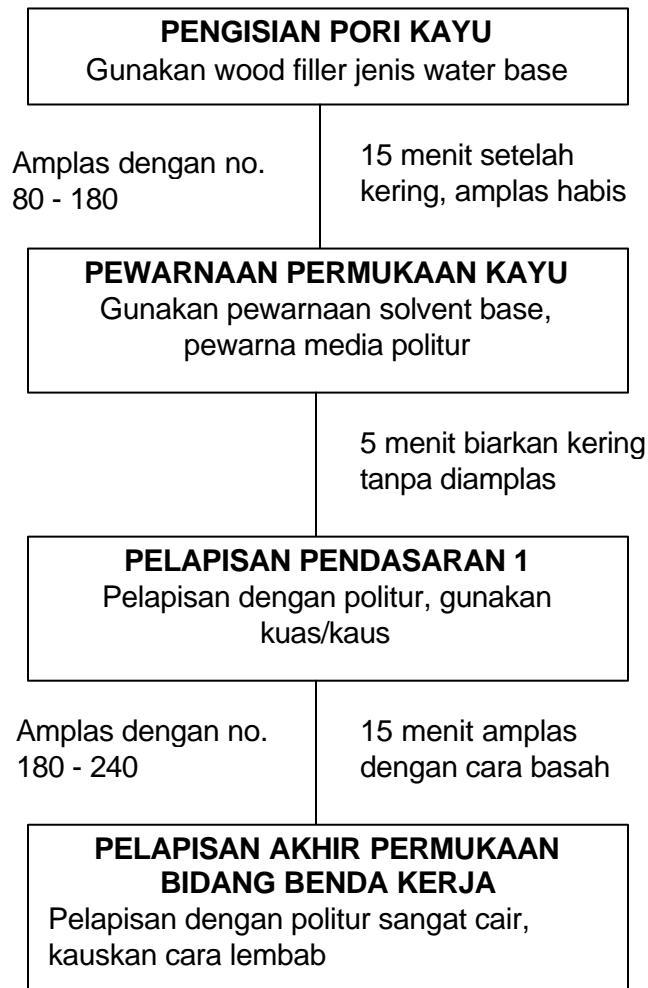 PENGISIAN PORI KAYU
Gunakan wood filler jenis water base
Amplas dengan no.
80 - 180
15 menit setelah
kering, amplas habis
PEWARNAAN PERMUKAAN KAYU
Gunakan pewarnaan solvent base,
pewarna media politur
5 menit biarkan kering
tanpa diamplas
PELAPISAN PENDASARAN 1
Pelapisan dengan politur, gunakan
kuas/kaus
Amplas dengan no.
180 - 240
15 menit amplas
dengan cara basah
PELAPISAN AKHIR PERMUKAAN
BIDANG BENDA KERJA
Pelapisan dengan politur sangat cair,
kauskan cara lembab